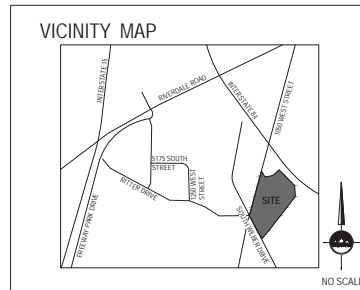 VICINITY MAP
INTERSTATE 15
RIVERDALE ROAD
INTERSTATE 84
1050 WEST STREET
5175 SOUTH
STREET
RITTER DRIVE
1250 WEST
STREET
SITE
SOUTH WEBER DRIVE
FREEWAY PARK DRIVE
NO SCALE